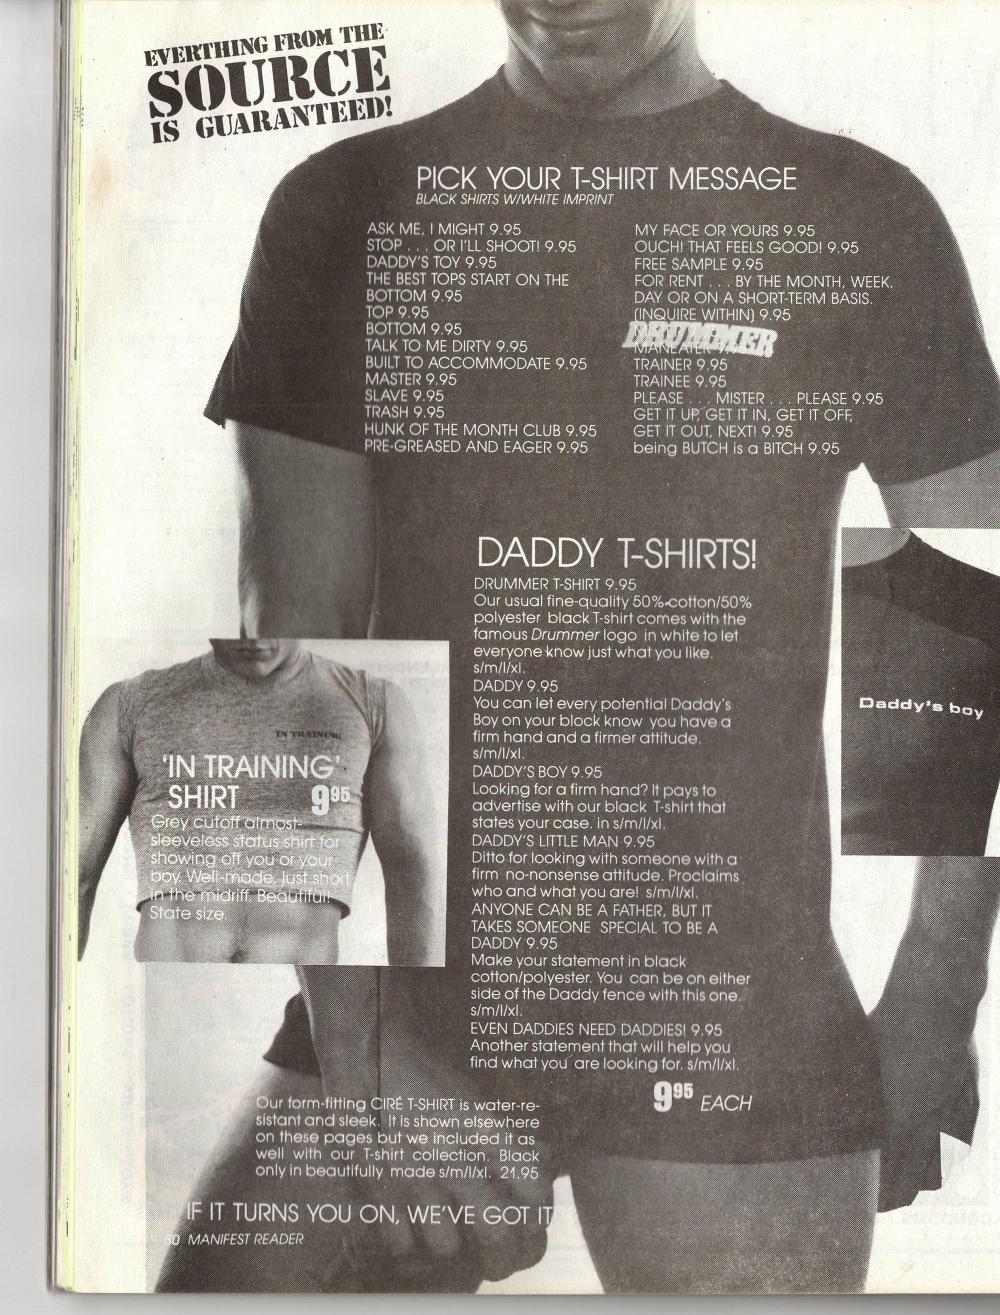 EVERTHING FROM THE
SOURCE
IS GUARANTEED!
PICK YOUR T-SHIRT MESSAGE
BLACK SHIRTS W/WHITE IMPRINT
ASK ME, I MIGHT 9.95
STOP . . . OR I'LL SHOOT! 9.95
DADDY'S TOY 9.95
THE BEST TOPS START ON THE
BOTTOM 9.95
TOP 9.95
BOTTOM 9.95
TALK TO ME DIRTY 9.95
BUILT TO ACCOMMODATE 9.95
MASTER 9.95
SLAVE 9.95
TRASH 9.95
HUNK OF THE MONTH CLUB 9.95
PRE-GREASED AND EAGER 9.95
MY FACE OR YOURS 9.95
OUCH! THAT FEELS GOOD! 9.95
FREE SAMPLE 9.95
FOR RENT . . . BY THE MONTH, WEEK,
DAY OR ON A SHORT-TERM BASIS.
(INQUIRE WITHIN) 9.95
DRUMMER
MANEATER
TRAINER 9.95
TRAINEE 9.95
PLEASE . . . MISTER . . . PLEASE 9.95
GET IT UP, GET IT IN, GET IT OFF,
GET IT OUT, NEXT! 9.95
being BUTCH is a BITCH 9.95
DADDY T-SHIRTS!
DRUMMER T-SHIRT 9.95
Our usual fine-quality 50%-cotton/50%
polyester black T-shirt comes with the
famous Drummer logo in white to let
everyone know just what you like.
s/m/l/xl.
DADDY 9.95
You can let every potential Daddy's
Boy on your block know you have a
firm hand and a firmer attitude.
s/m/l/xl.
DADDY'S BOY 9.95
Looking for a firm hand? It pays to
advertise with our black T-shirt that
states your case. in s/m/l/xl.
DADDY'S LITTLE MAN 9.95
Ditto for looking with someone with a
firm no-nonsense attitude. Proclaims
who and what you are! s/m/l/xl.
ANYONE CAN BE A FATHER, BUT IT
TAKES SOMEONE SPECIAL TO BE A
DADDY 9.95
Make your statement in black
cotton/polyester. You can be on either
side of the Daddy fence with this one.
s/m/l/xl.
EVEN DADDIES NEED DADDIES! 9.95
Another statement that will help you
find what you are looking for. s/m/l/xl.
9.95 EACH
Daddy's boy
IN TRAINING
'IN TRAINING'
SHIRT 9.95
Grey cutoff almost-
sleeveless status shirt for
showing off you or your
boy. Well-made, just short
in the midriff. Beautiful!
State size.
Our form-fitting CIRÉ T-SHIRT is water-re-
sistant and sleek. It is shown elsewhere
on these pages but we included it as
well with our T-shirt collection. Black
only in beautifully made s/m/l/xl. 21.95
IF IT TURNS YOU ON, WE'VE GOT IT
50 MANIFEST READER